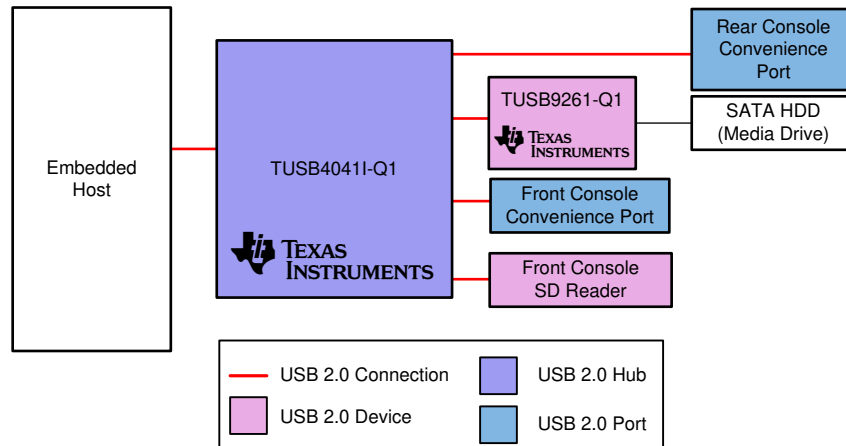 Embedded
Host
TUSB4041I-Q1
TEXAS
INSTRUMENTS
TUSB9261-Q1
TEXAS
INSTRUMENTS
Rear Console
Convenience
Port
SATA HDD
(Media Drive)
Front Console
Convenience Port
Front Console
SD Reader
USB 2.0 Connection
USB 2.0 Hub
USB 2.0 Device
USB 2.0 Port